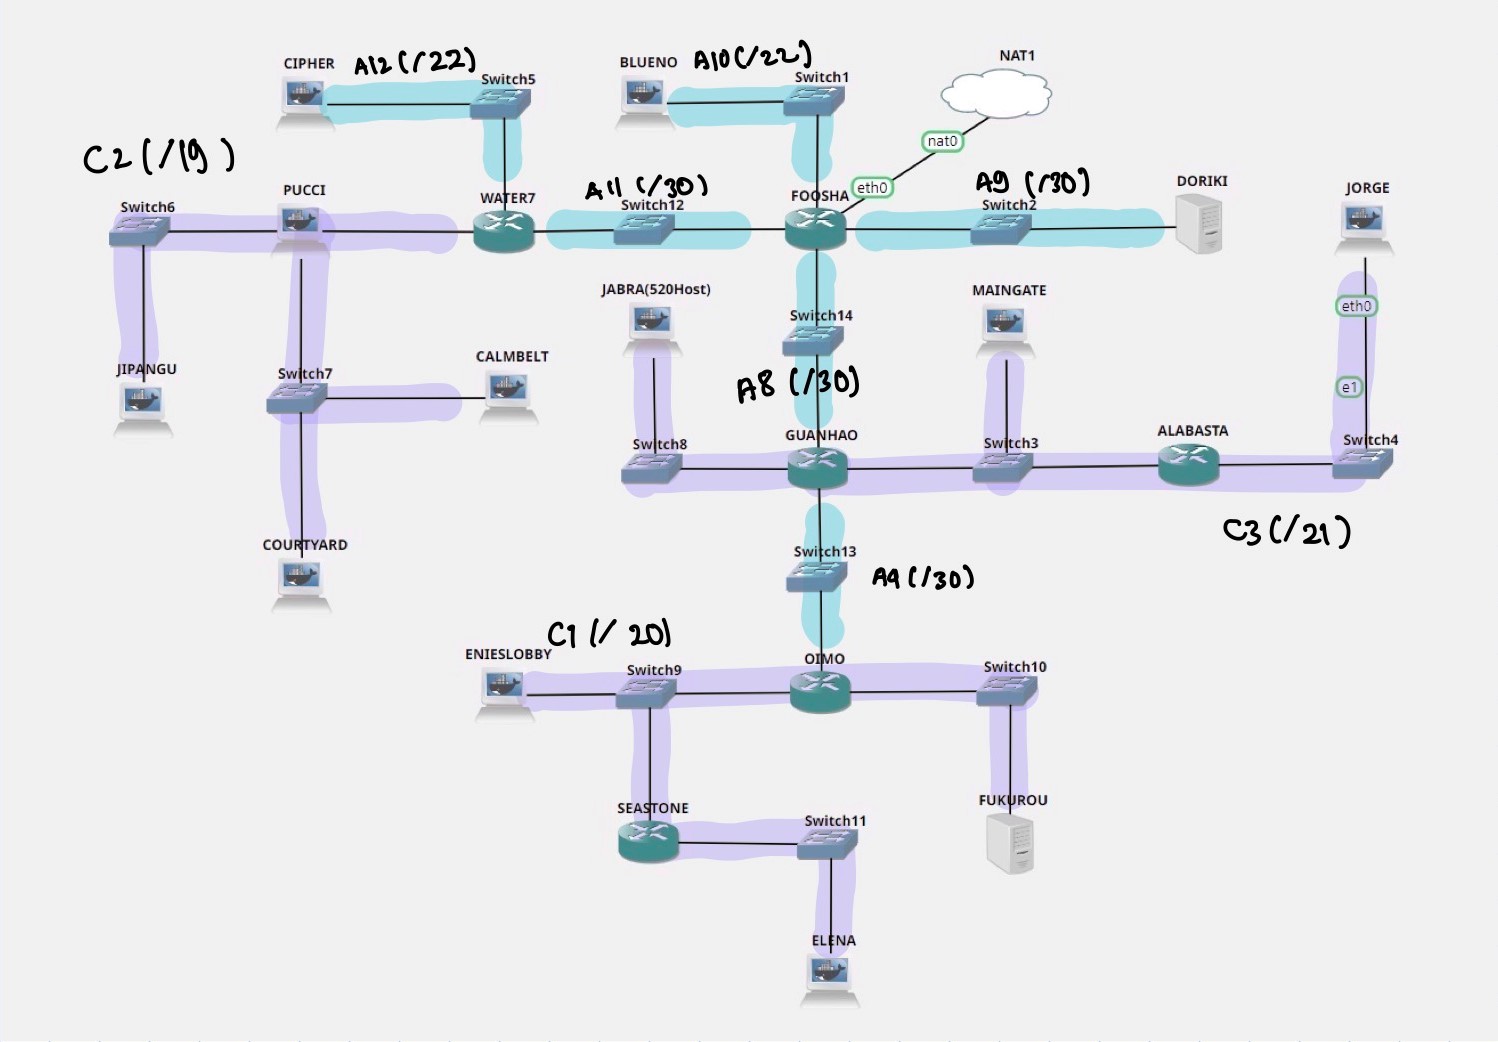 NAT1
CIPHER
A12 (/22)
BLUENO
A10 (/22)
Switch5
Switch1
nat0
C2 (/19)
PUCCI
A11 (/30)
eth0
A9 (/30)
DORIKI
JORGE
Switch6
WATER7
Switch12
FOOSHA
Switch2
JABRA(520Host)
MAINGATE
eth0
Switch14
JIPANGU
Switch7
CALMBELT
A8 (/30)
e1
Switch8
GUANHAO
Switch3
ALABASTA
Switch4
C3 (/21)
COURTYARD
Switch13
A4 (/30)
C1 (/20)
ENIESLOBBY
Switch9
OIMO
Switch10
SEASTONE
Switch11
FUKUROU
ELENA